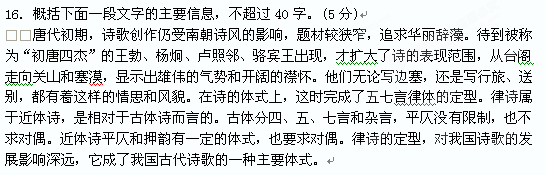 16．概括下面一段文字的主要信息，不超过 40 字。(5 分)
□□唐代初期，诗歌创作仍受南朝诗风的影响，题材较狭窄，追求华丽辞藻。待到被称
为“初唐四杰”的王勃、杨炯、卢照邻、骆宾王出现，才扩大了诗的表现范围，从台阁
走向关山和塞漠，显示出雄伟的气势和开阔的襟怀。他们无论写边塞，还是写行旅、送
别，都有着这样的情思和风貌。在诗的体式上，这时完成了五七言律体的定型。律诗属
于近体诗，是相对于古体诗而言的。古体分四、五、七言和杂言，平仄没有限制，也不
求对偶。近体诗平仄和押韵有一定的体式，也要求对偶。律诗的定型，对我国诗歌的发
展影响深远，它成了我国古代诗歌的一种主要体式。